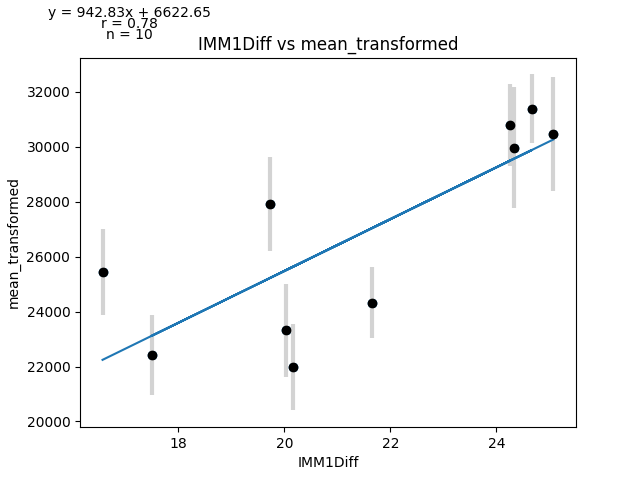 y = 942.83x + 6622.65
r = 0.78
n = 10
IMM1Diff vs mean_transformed
32000
30000
28000
26000
24000
22000
20000
mean_transformed
18
20
22
24
IMM1Diff